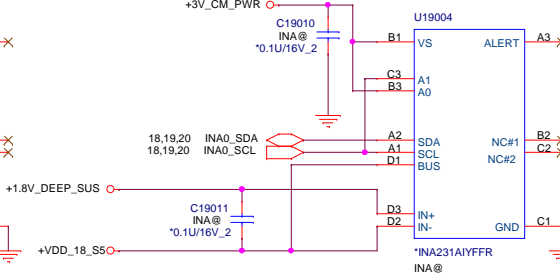 +3V_CM_PWR
U19004
C19010
INA@
*0.1U/16V_2
B1 VS ALERT A3
C3 A1
B3 A0
18,19,20 INA0_SDA A2 SDA NC#1 B2
18,19,20 INA0_SCL A1 SCL NC#2 C2
D1 BUS
+1.8V_DEEP_SUS
C19011
INA@
*0.1U/16V_2
D3 IN+
D2 IN- GND C1
+VDD_18_S5
*INA231AIYFFR
INA@